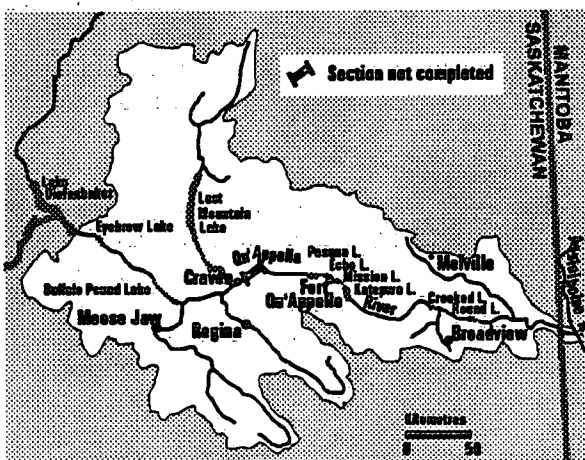 Section not completed
SASKATCHEWAN
MANITOBA
Lake
Diefenbaker
Eyebrow Lake
Last
Mountain
Lake
Qu'Appelle
River
Craven
Pasqua L.
Echo L.
Mission L.
Katepwa L.
Fort
Qu'Appelle
Melville
Crooked L.
Round L.
Broadview
Buffalo Pound Lake
Moose Jaw
Regina
Kilometres
0 50